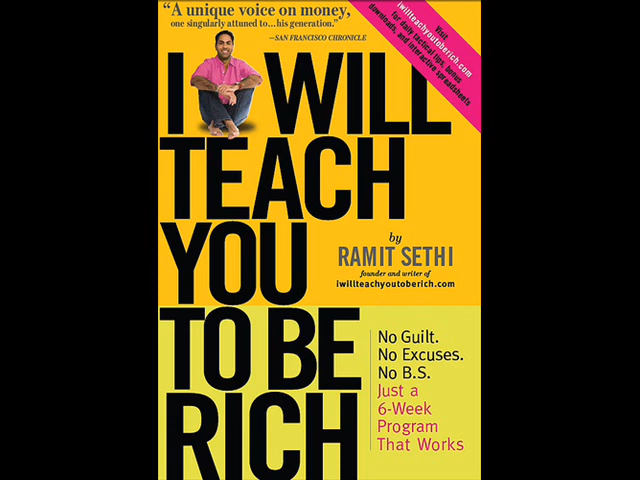 “A unique voice on money,
one singularly attuned to...his generation.”
—SAN FRANCISCO CHRONICLE
Visit
iwillteachyoutoberich.com
for daily tactical tips, bonus
downloads, and interactive spreadsheets
I WILL
TEACH
YOU
TO BE
RICH
by
RAMIT SETHI
founder and writer of
iwillteachyoutoberich.com
No Guilt.
No Excuses.
No B.S.
Just a
6-Week
Program
That Works